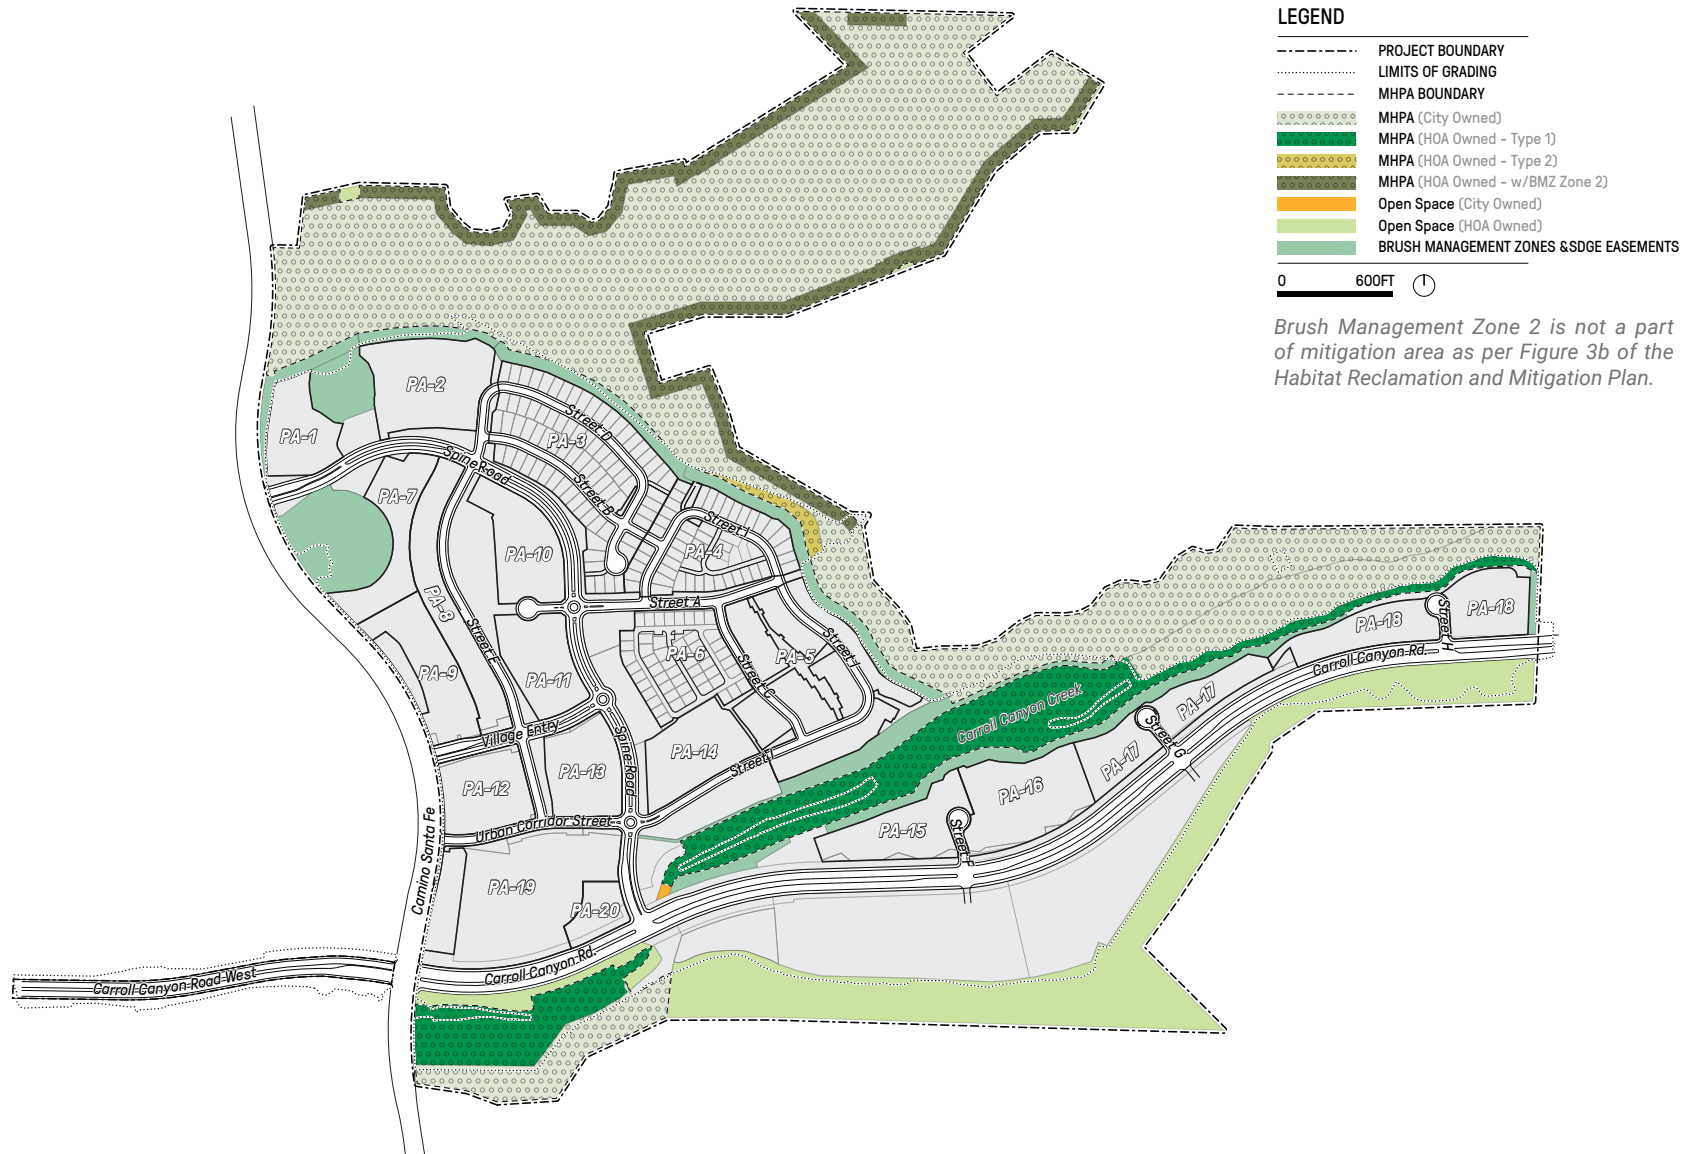 LEGEND
PROJECT BOUNDARY
LIMITS OF GRADING
MHPA BOUNDARY
MHPA (City Owned)
MHPA (HOA Owned - Type 1)
MHPA (HOA Owned - Type 2)
MHPA (HOA Owned - w/BMZ Zone 2)
Open Space (City Owned)
Open Space (HOA Owned)
BRUSH MANAGEMENT ZONES &SDGE EASEMENTS
0 600FT
Brush Management Zone 2 is not a part
of mitigation area as per Figure 3b of the
Habitat Reclamation and Mitigation Plan.
PA-1
PA-2
Street D
PA-3
Spine Road
Street B
PA-7
Street J
PA-4
PA-10
Street A
PA-8
Street E
PA-9
PA-11
PA-6
PA-5
Street I
Street C
Village Entry
Spine Road
PA-14
Street I
PA-13
PA-12
Urban Corridor Street
Camino Santa Fe
PA-19
PA-20
Carroll Canyon Rd.
Carroll Canyon Road West
Carroll Canyon Creek
PA-15
Street F
PA-16
PA-17
Street G
PA-17
Carroll Canyon Rd.
PA-18
Street H
PA-18